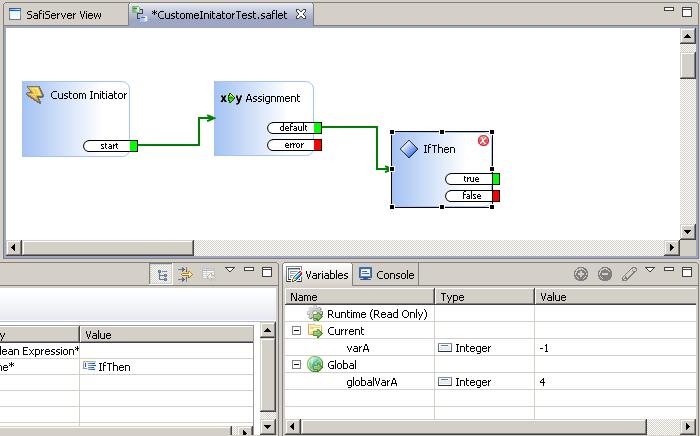 SafiServer View
*CustomeInitatorTest.saflet
Custom Initiator
start
x y Assignment
default
error
IfThen
true
false
Variables
Console
y
Value
lean Expression*
ne*
IfThen
Name
Type
Value
Runtime (Read Only)
Current
varA
Integer
-1
Global
globalVarA
Integer
4